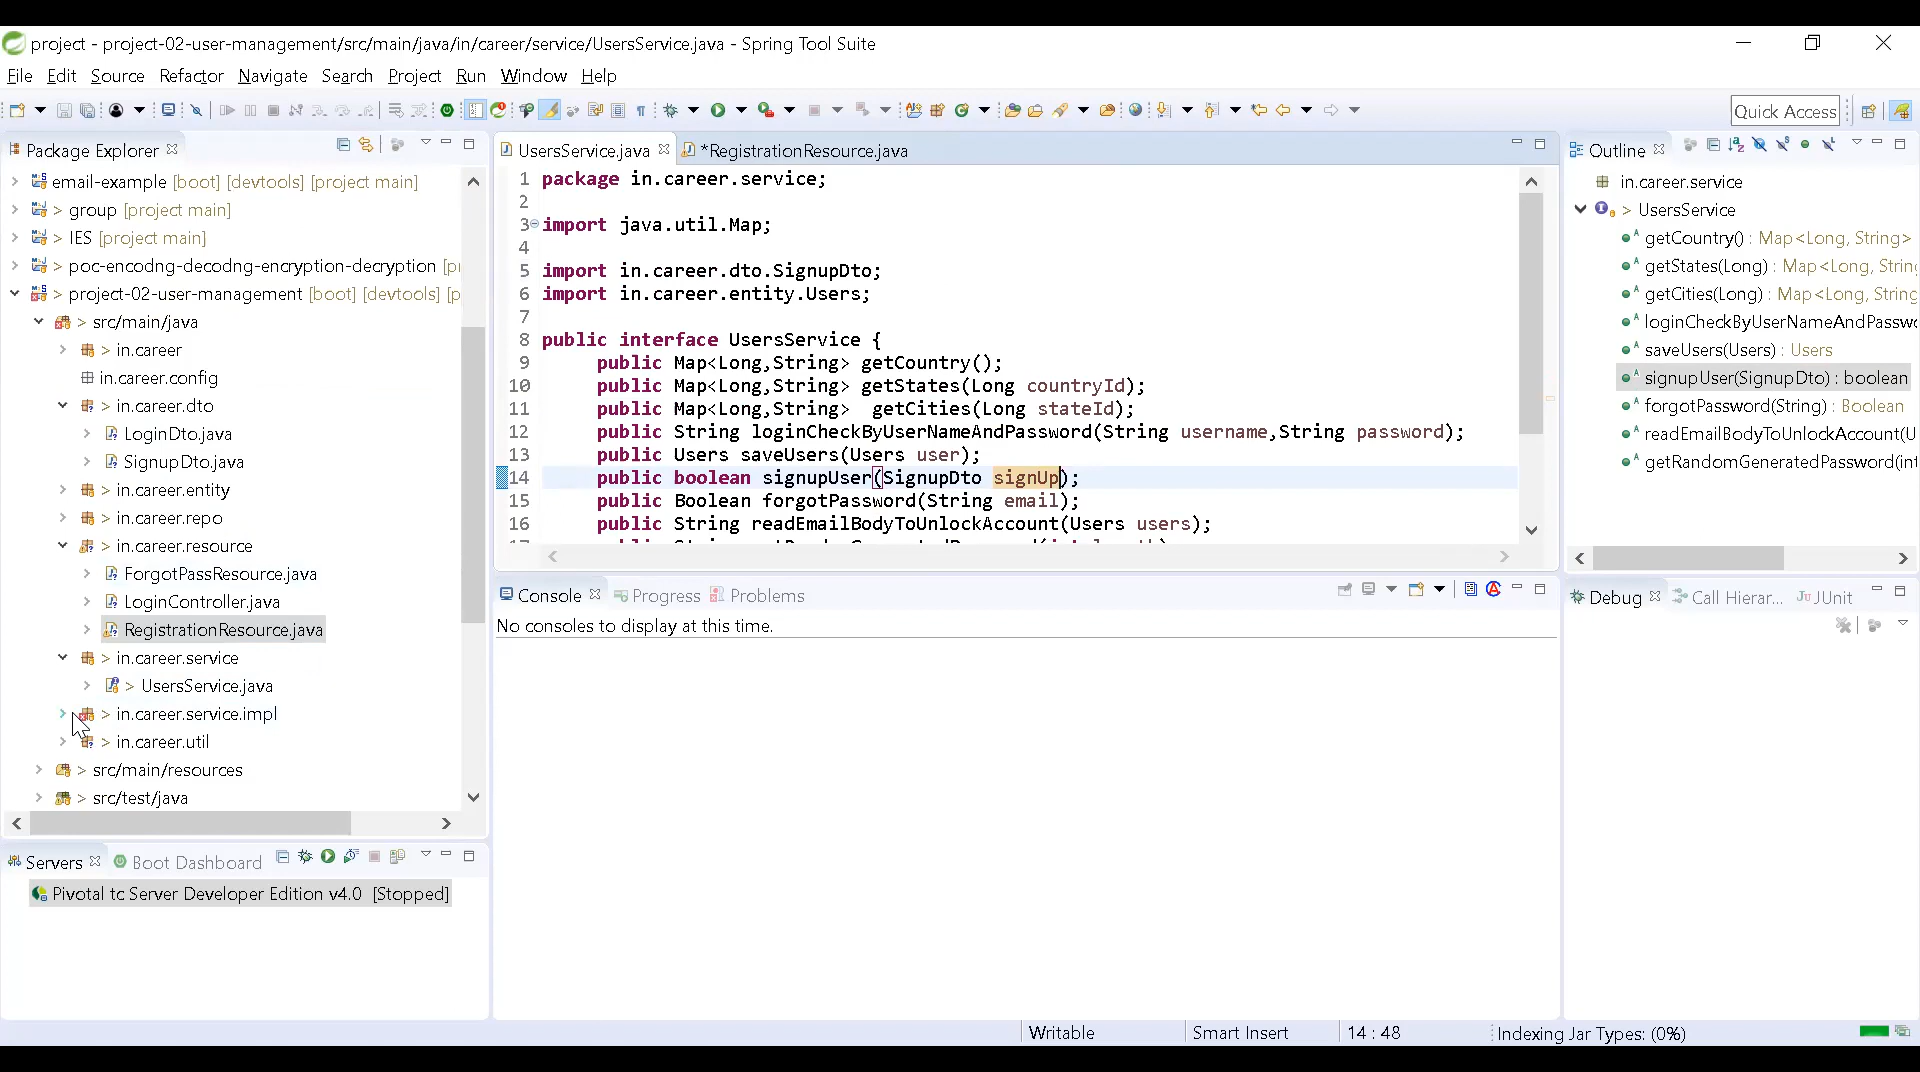 project - project-02-user-management/src/main/java/in/career/service/UsersService.java - Spring Tool Suite
File Edit Source Refactor Navigate Search Project Run Window Help
Quick Access
Package Explorer
email-example [boot] [devtools] [project main]
> group [project main]
> IES [project main]
> poc-encodng-decodng-encryption-decryption [p
> project-02-user-management [boot] [devtools] [p
> src/main/java
> in.career
in.career.config
> in.career.dto
LoginDto.java
SignupDto.java
> in.career.entity
> in.career.repo
> in.career.resource
ForgotPassResource.java
LoginController.java
RegistrationResource.java
> in.career.service
> UsersService.java
> in.career.service.impl
> in.career.util
> src/main/resources
> src/test/java
Servers Boot Dashboard
Pivotal tc Server Developer Edition v4.0 [Stopped]
UsersService.java *RegistrationResource.java
1 package in.career.service;
2
3 import java.util.Map;
4
5 import in.career.dto.SignupDto;
6 import in.career.entity.Users;
7
8 public interface UsersService {
9 public Map<Long,String> getCountry();
10 public Map<Long,String> getStates(Long countryId);
11 public Map<Long,String> getCities(Long stateId);
12 public String loginCheckByUserNameAndPassword(String username,String password);
13 public Users saveUsers(Users user);
14 public boolean signupUser(SignupDto signUp);
15 public Boolean forgotPassword(String email);
16 public String readEmailBodyToUnlockAccount(Users users);
Console Progress Problems
No consoles to display at this time.
Outline
in.career.service
> UsersService
getCountry() : Map<Long, String>
getStates(Long) : Map<Long, String
getCities(Long) : Map<Long, String
loginCheckByUserNameAndPassw
saveUsers(Users) : Users
signupUser(SignupDto) : boolean
forgotPassword(String) : Boolean
readEmailBodyToUnlockAccount(U
getRandomGeneratedPassword(int
Debug Call Hierar... JUnit
Writable Smart Insert 14 : 48 Indexing Jar Types: (0%)